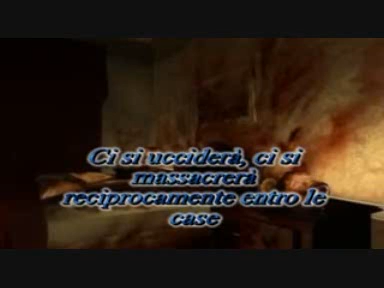 Ci si ucciderà, ci si
massacrerà
reciprocamente entro le
case